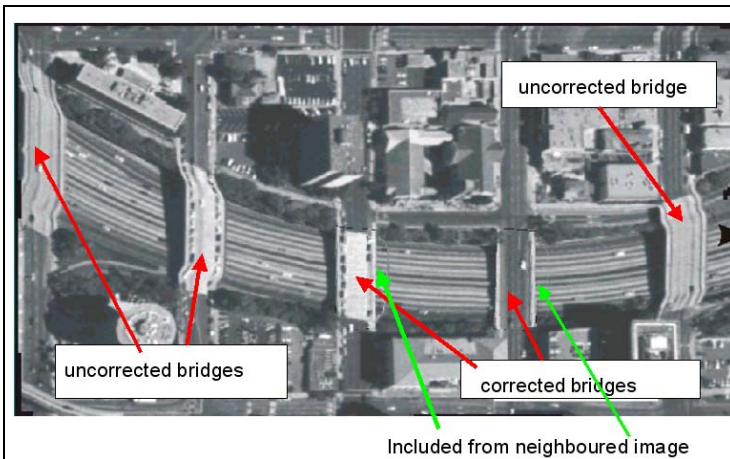 uncorrected bridge
uncorrected bridges
corrected bridges
Included from neighboured image